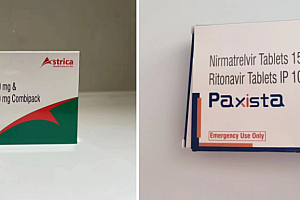 Astrica
mg &
mg Combipack
Nirmatrelvir Tablets 15
Ritonavir Tablets IP 10
Paxista
Emergency Use Only